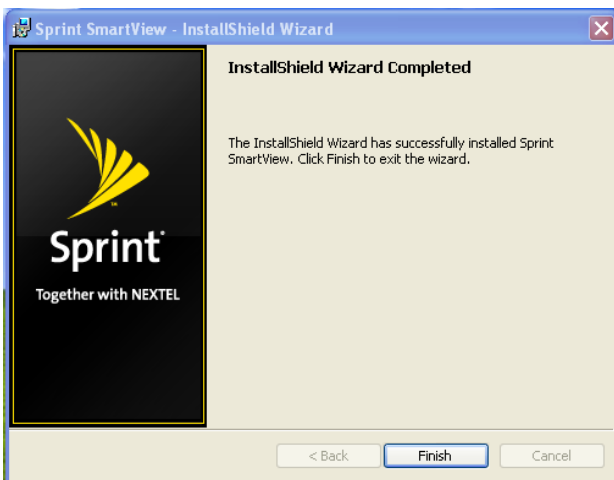 Sprint SmartView - InstallShield Wizard
InstallShield Wizard Completed
The InstallShield Wizard has successfully installed Sprint
SmartView. Click Finish to exit the wizard.
Sprint
Together with NEXTEL
< Back
Finish
Cancel